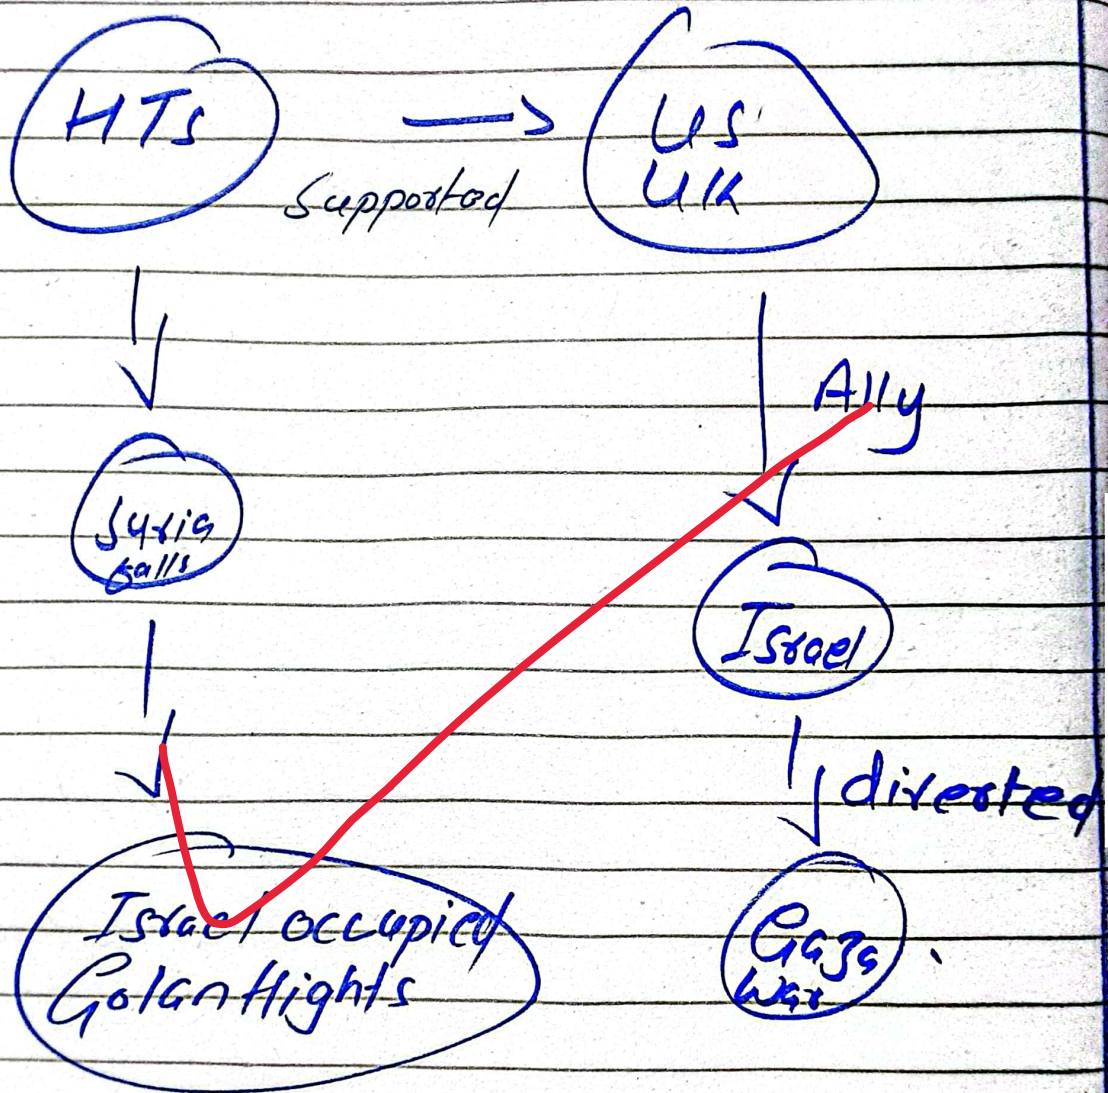 HTs
Supported
US
UK
Ally
Syria
falls
Israel
diverted
Israel occupied
Golan Hights
Gaza
War